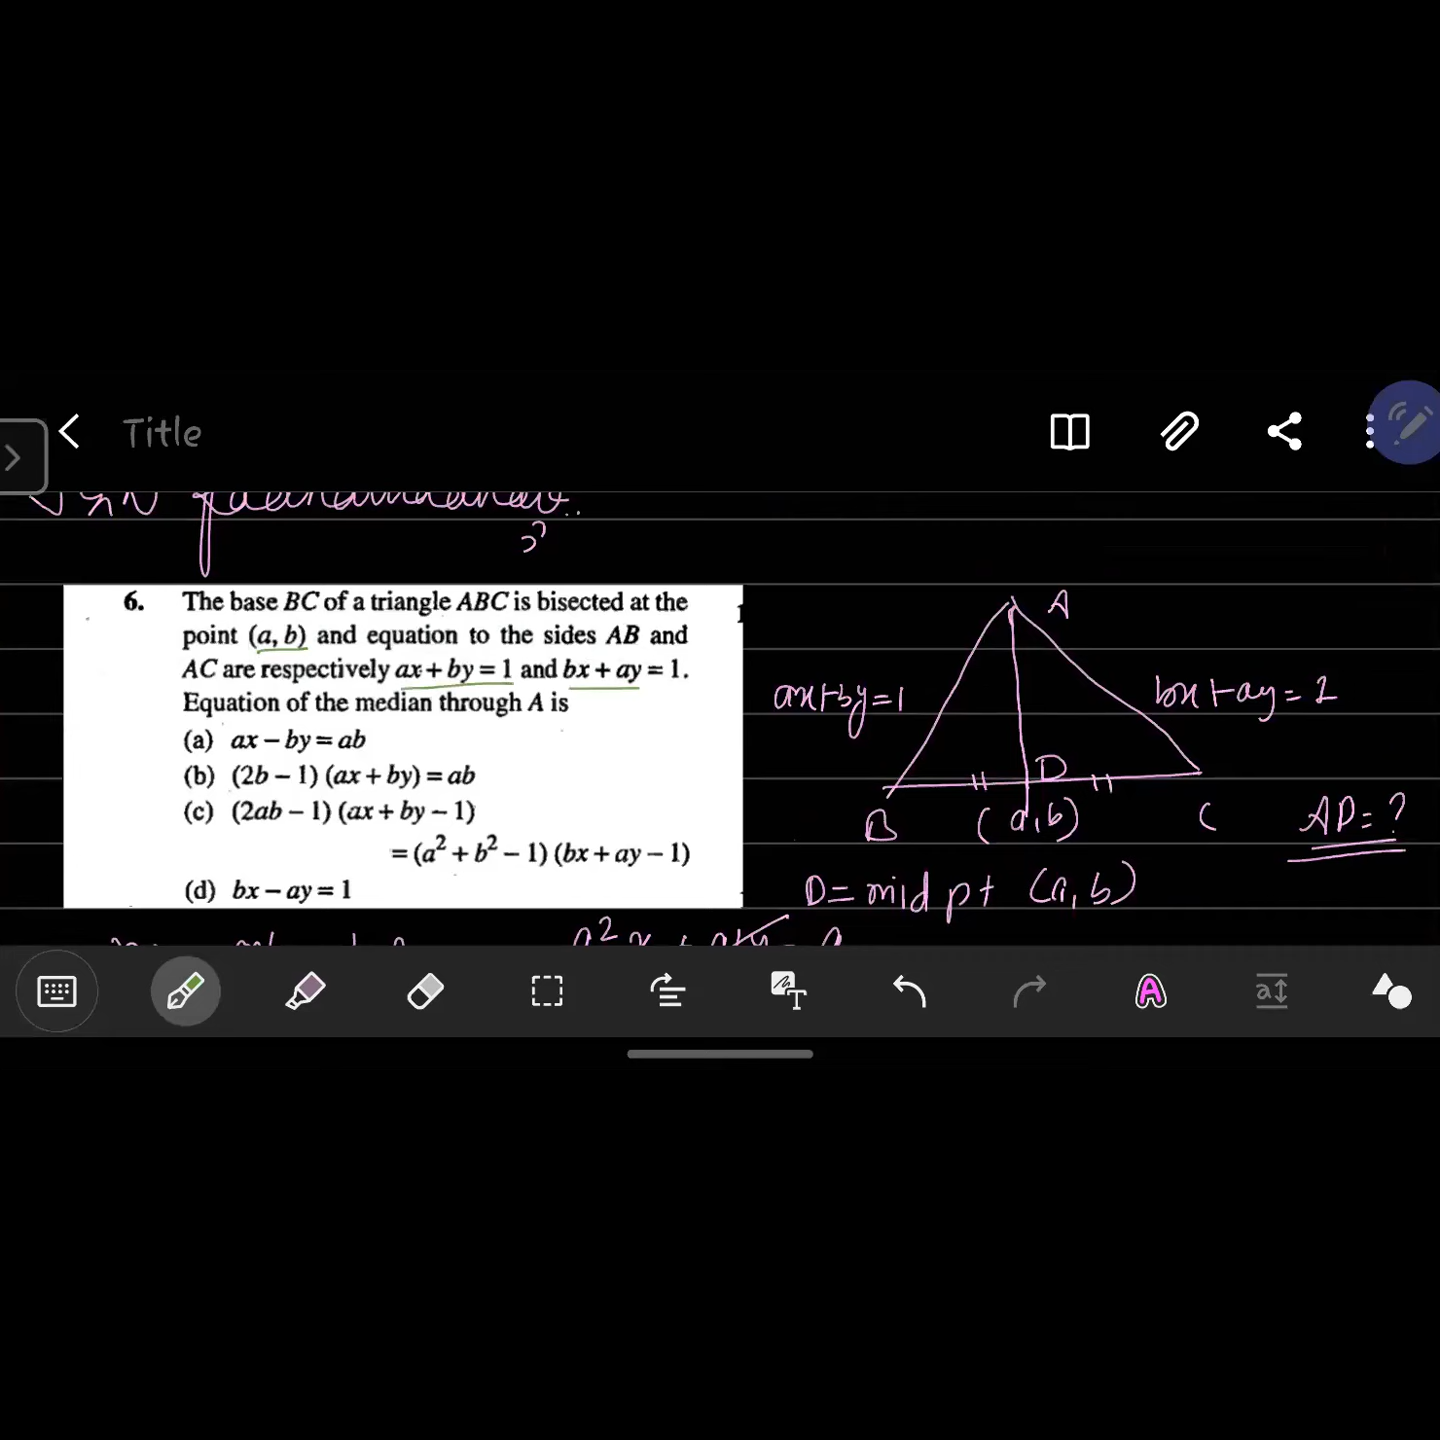 Title
6. The base BC of a triangle ABC is bisected at the
point (a, b) and equation to the sides AB and
AC are respectively ax + by = 1 and bx + ay = 1.
Equation of the median through A is
(a) ax – by = ab
(b) (2b – 1) (ax + by) = ab
(c) (2ab – 1) (ax + by – 1)
= (a² + b² – 1) (bx + ay – 1)
(d) bx – ay = 1
A
ax+by=1
bx+ay=1
D
B
(a,b)
C
AD=?
D= mid pt (a, b)
A
a